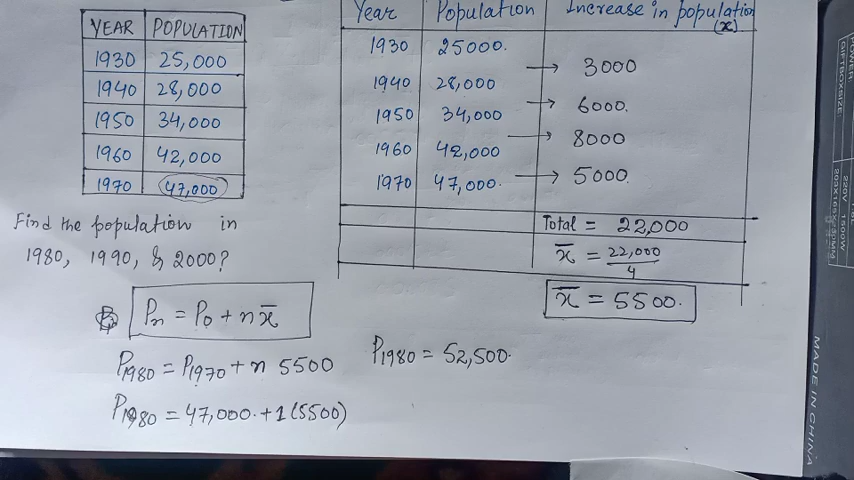 YEAR POPULATION
1930 25,000
1940 28,000
1950 34,000
1960 42,000
1970 47,000
Find the population in
1980, 1990, & 2000?
Year Population Increase in population (x)
1930 25000.
→ 3000
1940 28,000
→ 6000.
1950 34,000
→ 8000
1960 42,000
→ 5000.
1970 47,000.
Total = 22,000
x̄ = 22,000/4
x̄ = 5500.
Pn = P0 + nx̄
P1980 = P1970 + n 5500
P1980 = 47,000.+1(5500)
P1980 = 52,500.
GIFTBOXSIZE
220V 1500W
MADE IN CHINA